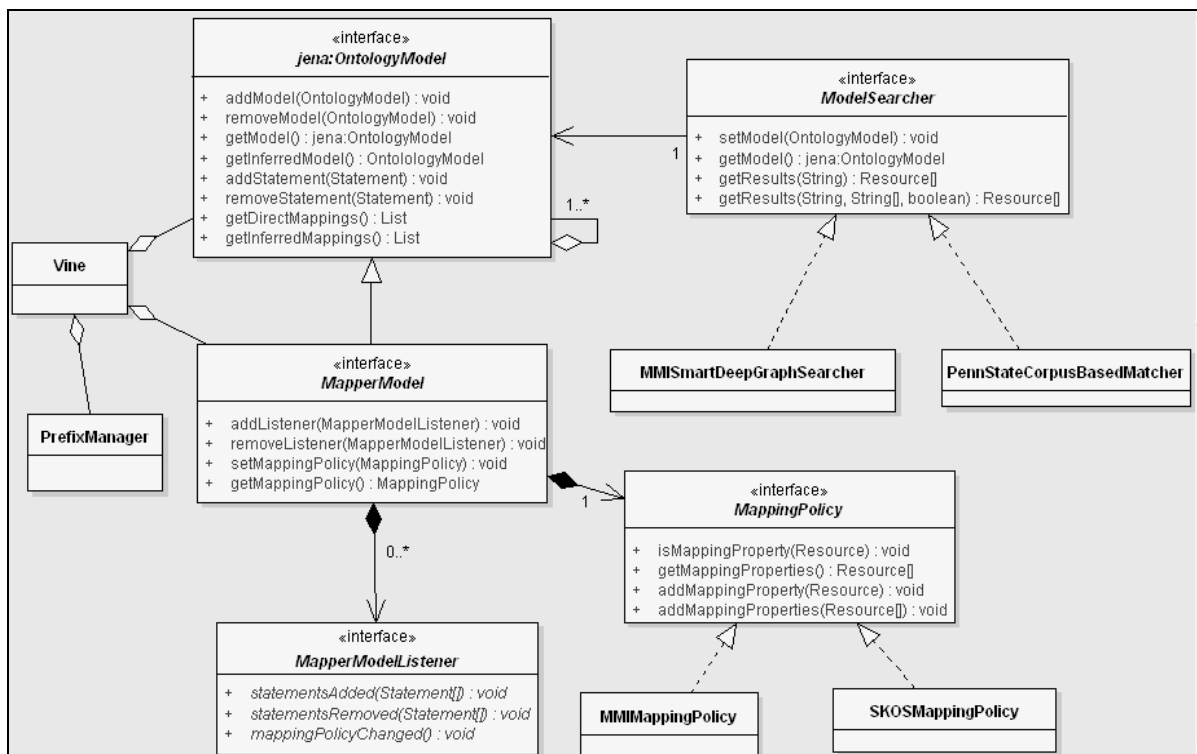 «interface»
jena:OntologyModel
+ addModel(OntologyModel) : void
+ removeModel(OntologyModel) : void
+ getModel() : jena:OntologyModel
+ getInferredModel() : OntolologyModel
+ addStatement(Statement) : void
+ removeStatement(Statement) : void
+ getDirectMappings() : List
+ getInferredMappings() : List
1..*
«interface»
ModelSearcher
+ setModel(OntologyModel) : void
+ getModel() : jena:OntologyModel
+ getResults(String) : Resource[]
+ getResults(String, String[], boolean) : Resource[]
1
Vine
PrefixManager
«interface»
MapperModel
+ addListener(MapperModelListener) : void
+ removeListener(MapperModelListener) : void
+ setMappingPolicy(MappingPolicy) : void
+ getMappingPolicy() : MappingPolicy
MMISmartDeepGraphSearcher
PennStateCorpusBasedMatcher
1
0..*
«interface»
MappingPolicy
+ isMappingProperty(Resource) : void
+ getMappingProperties() : Resource[]
+ addMappingProperty(Resource) : void
+ addMappingProperties(Resource[]) : void
«interface»
MapperModelListener
+ statementsAdded(Statement[]) : void
+ statementsRemoved(Statement[]) : void
+ mappingPolicyChanged() : void
MMIMappingPolicy
SKOSMappingPolicy